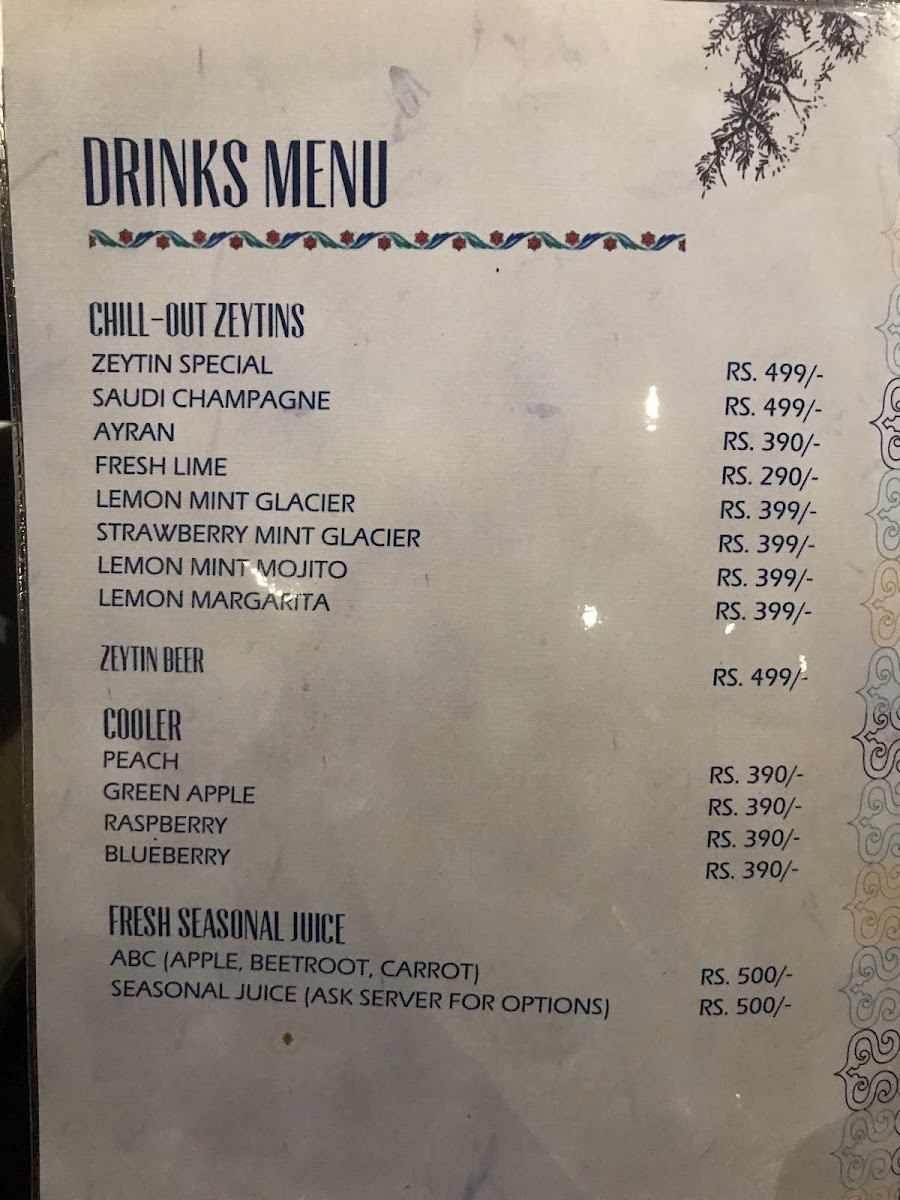 DRINKS MENU
CHILL-OUT ZEYTINS
ZEYTIN SPECIAL RS. 499/-
SAUDI CHAMPAGNE RS. 499/-
AYRAN RS. 390/-
FRESH LIME RS. 290/-
LEMON MINT GLACIER RS. 399/-
STRAWBERRY MINT GLACIER RS. 399/-
LEMON MINT MOJITO RS. 399/-
LEMON MARGARITA RS. 399/-
ZEYTIN BEER RS. 499/-
COOLER
PEACH RS. 390/-
GREEN APPLE RS. 390/-
RASPBERRY RS. 390/-
BLUEBERRY RS. 390/-
FRESH SEASONAL JUICE
ABC (APPLE, BEETROOT, CARROT) RS. 500/-
SEASONAL JUICE (ASK SERVER FOR OPTIONS) RS. 500/-